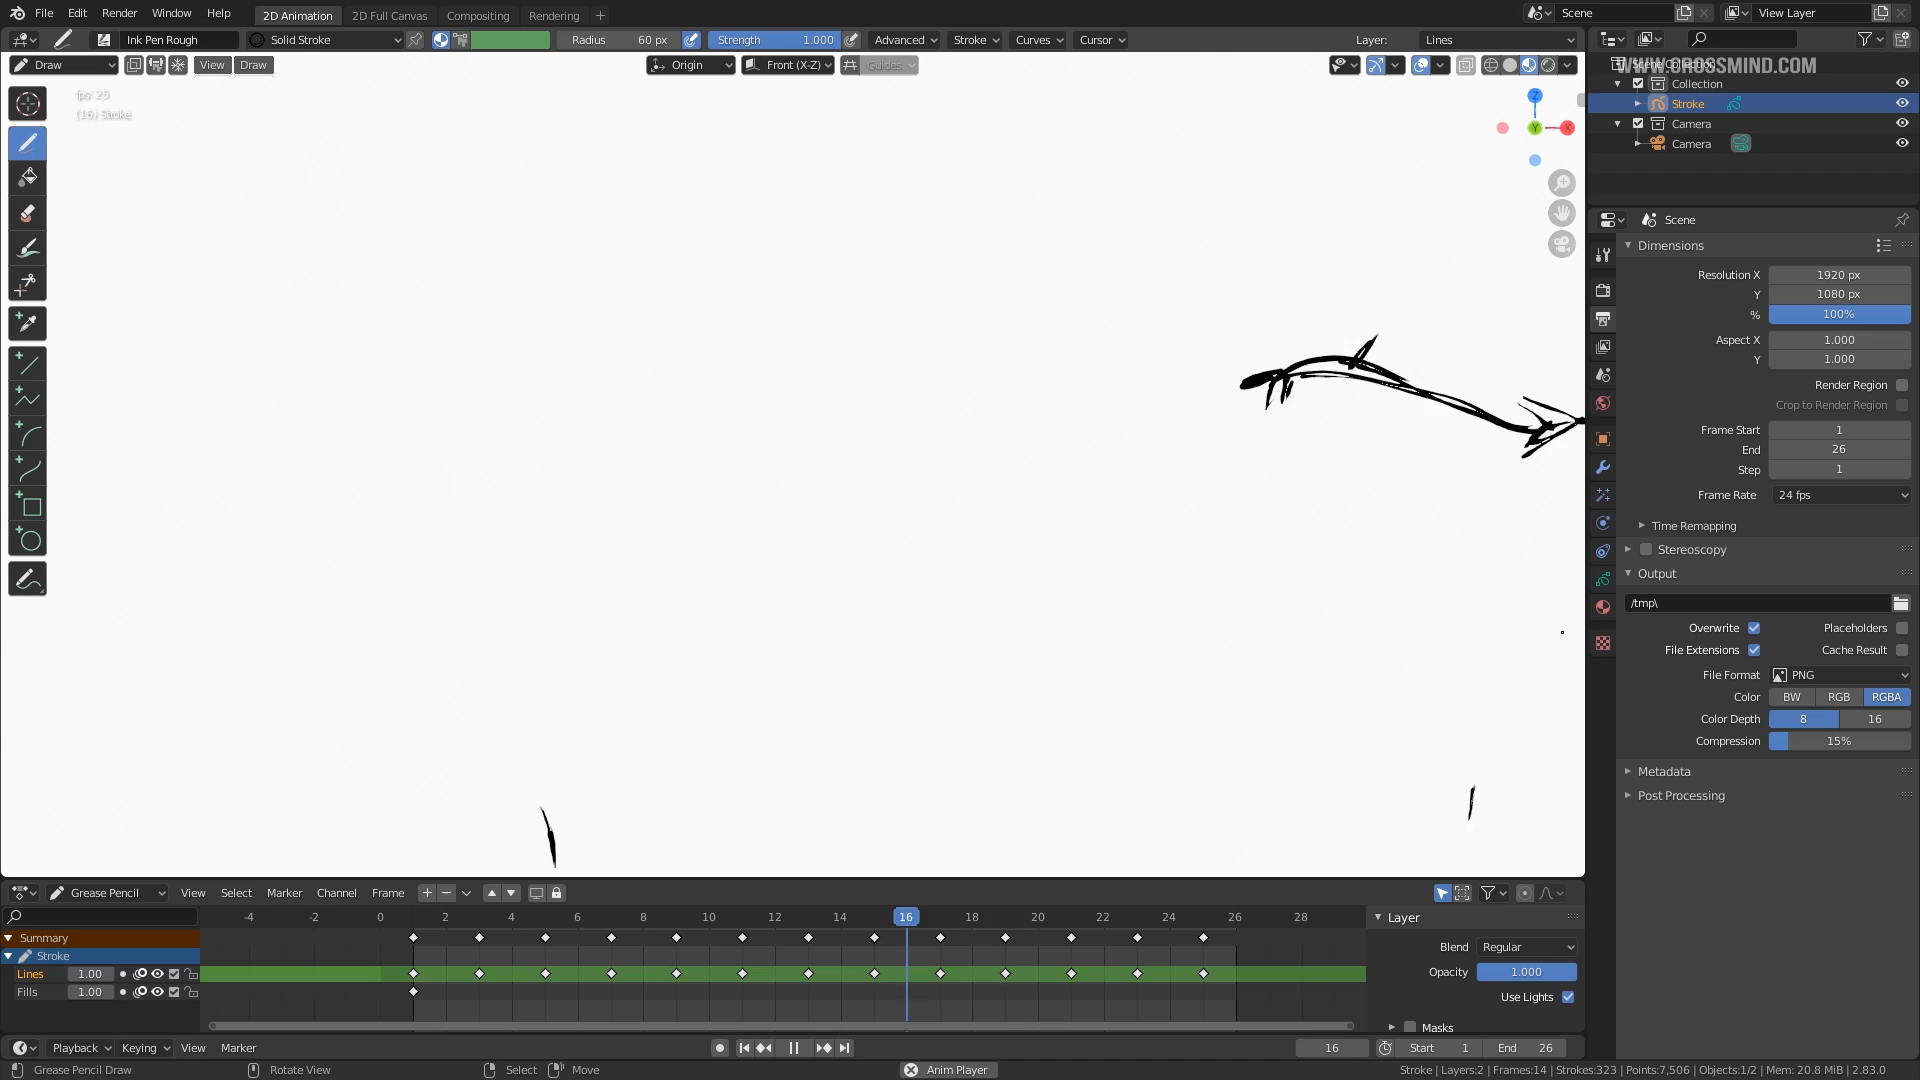 File Edit Render Window Help 2D Animation 2D Full Canvas Compositing Rendering + Scene View Layer
Ink Pen Rough Solid Stroke Radius 60 px Strength 1.000 Advanced Stroke Curves Cursor Layer: Lines
Draw View Draw Origin Front (X-Z) Guides
WWW.GROSSMIND.COM
Scene Collection
fps: 25
(16) Stroke
Z
Y X
Collection
Stroke
Camera
Camera
Scene
Dimensions
Resolution X 1920 px
Y 1080 px
% 100%
Aspect X 1.000
Y 1.000
Render Region
Crop to Render Region
Frame Start 1
End 26
Step 1
Frame Rate 24 fps
Time Remapping
Stereoscopy
Output
/tmp\
Overwrite Placeholders
File Extensions Cache Result
File Format PNG
Color BW RGB RGBA
Color Depth 8 16
Compression 15%
Metadata
Post Processing
Grease Pencil View Select Marker Channel Frame
-4 -2 0 2 4 6 8 10 12 14 16 18 20 22 24 26 28
Summary
Stroke
Lines 1.00
Fills 1.00
Layer
Blend Regular
Opacity 1.000
Use Lights
Masks
Playback Keying View Marker 16 Start 1 End 26
Grease Pencil Draw Rotate View Select Move Anim Player Stroke | Layers:2 | Frames:14 | Strokes:323 | Points:7,506 | Objects:1/2 | Mem: 20.8 MiB | 2.83.0